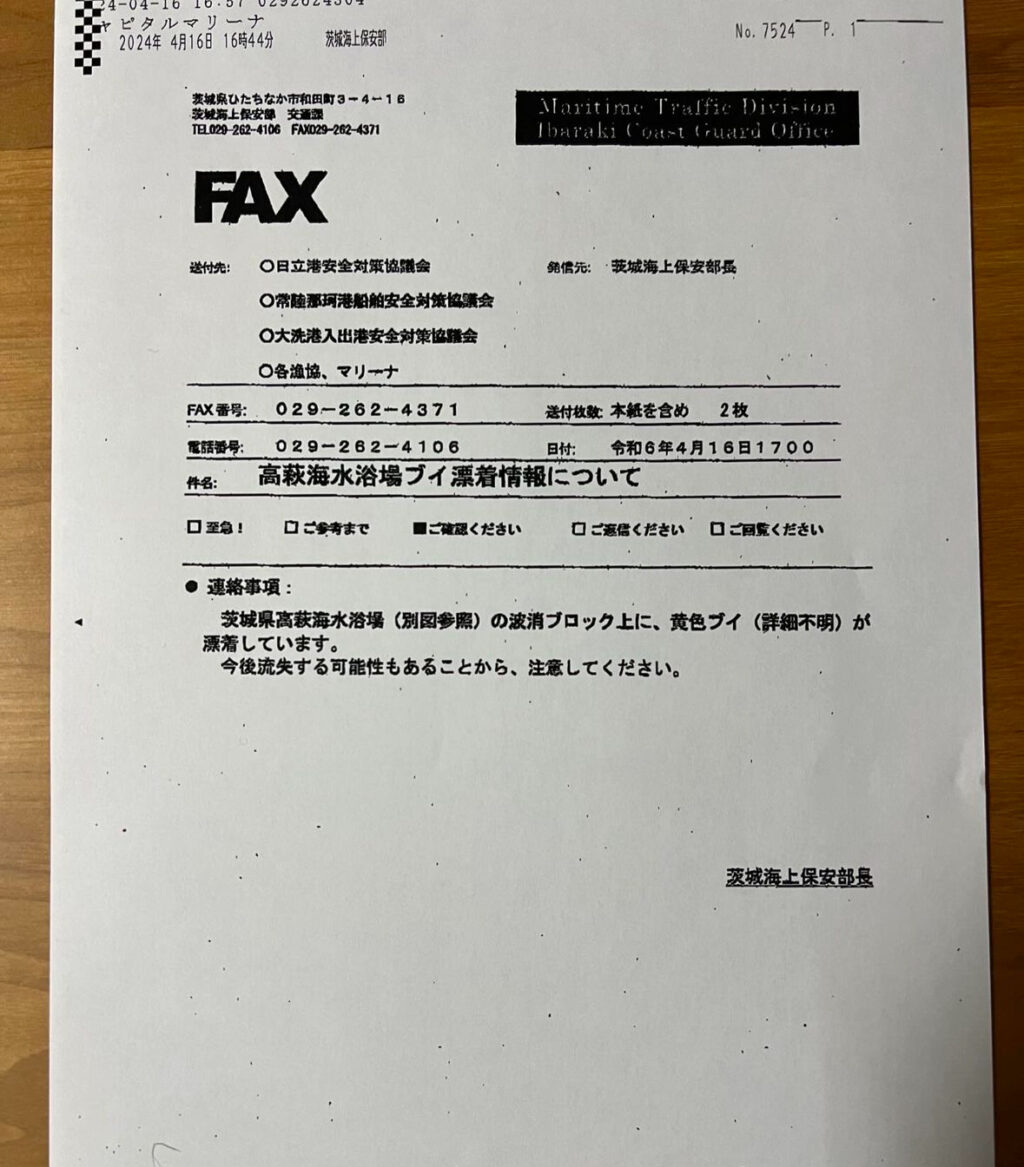 24-04-16 16:57 0292624304
ャピタルマリーナ
2024年 4月16日 16時44分 茨城海上保安部 No. 7524 P. 1
茨城県ひたちなか市和田町3-4-16
茨城海上保安部 交通課
TEL029-262-4106 FAX029-262-4371
Maritime Traffic Division
Ibaraki Coast Guard Office
FAX
送付先: ○日立港安全対策協議会 発信元: 茨城海上保安部長
○常陸那珂港船舶安全対策協議会
○大洗港入出港安全対策協議会
○各漁協、マリーナ
FAX番号: 029-262-4371 送付枚数: 本紙を含め 2枚
電話番号: 029-262-4106 日付: 令和6年4月16日1700
件名: 高萩海水浴場ブイ漂着情報について
□至急! □ご参考まで ■ご確認ください □ご返信ください □ご回覧ください
●連絡事項:
茨城県高萩海水浴場(別図参照)の波消ブロック上に、黄色ブイ(詳細不明)が
漂着しています。
今後流失する可能性もあることから、注意してください。
茨城海上保安部長